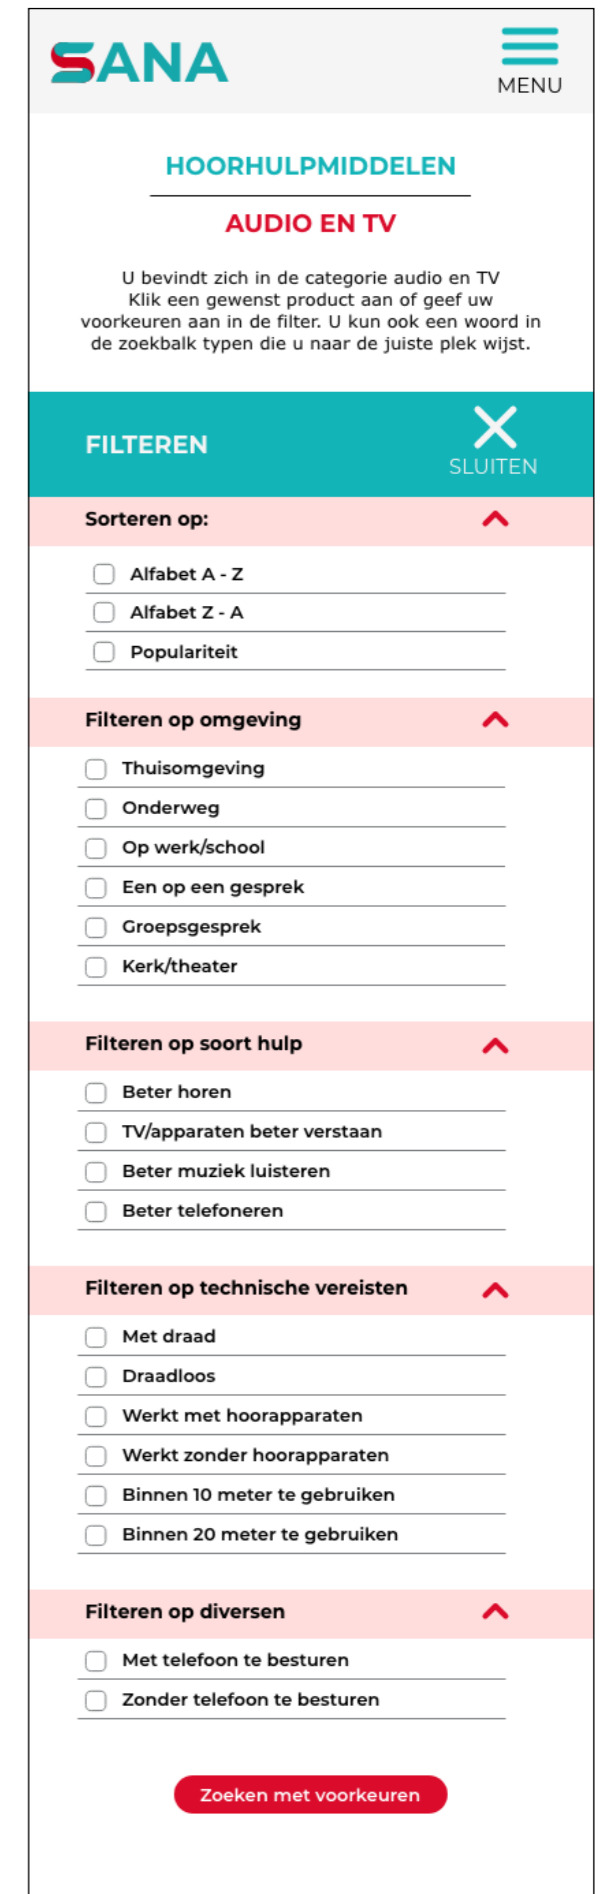 SANA
MENU
HOORHULPMIDDELEN
AUDIO EN TV
U bevindt zich in de categorie audio en TV
Klik een gewenst product aan of geef uw
voorkeuren aan in de filter. U kun ook een woord in
de zoekbalk typen die u naar de juiste plek wijst.
FILTEREN
SLUITEN
Sorteren op:
Alfabet A - Z
Alfabet Z - A
Populariteit
Filteren op omgeving
Thuisomgeving
Onderweg
Op werk/school
Een op een gesprek
Groepsgesprek
Kerk/theater
Filteren op soort hulp
Beter horen
TV/apparaten beter verstaan
Beter muziek luisteren
Beter telefoneren
Filteren op technische vereisten
Met draad
Draadloos
Werkt met hoorapparaten
Werkt zonder hoorapparaten
Binnen 10 meter te gebruiken
Binnen 20 meter te gebruiken
Filteren op diversen
Met telefoon te besturen
Zonder telefoon te besturen
Zoeken met voorkeuren